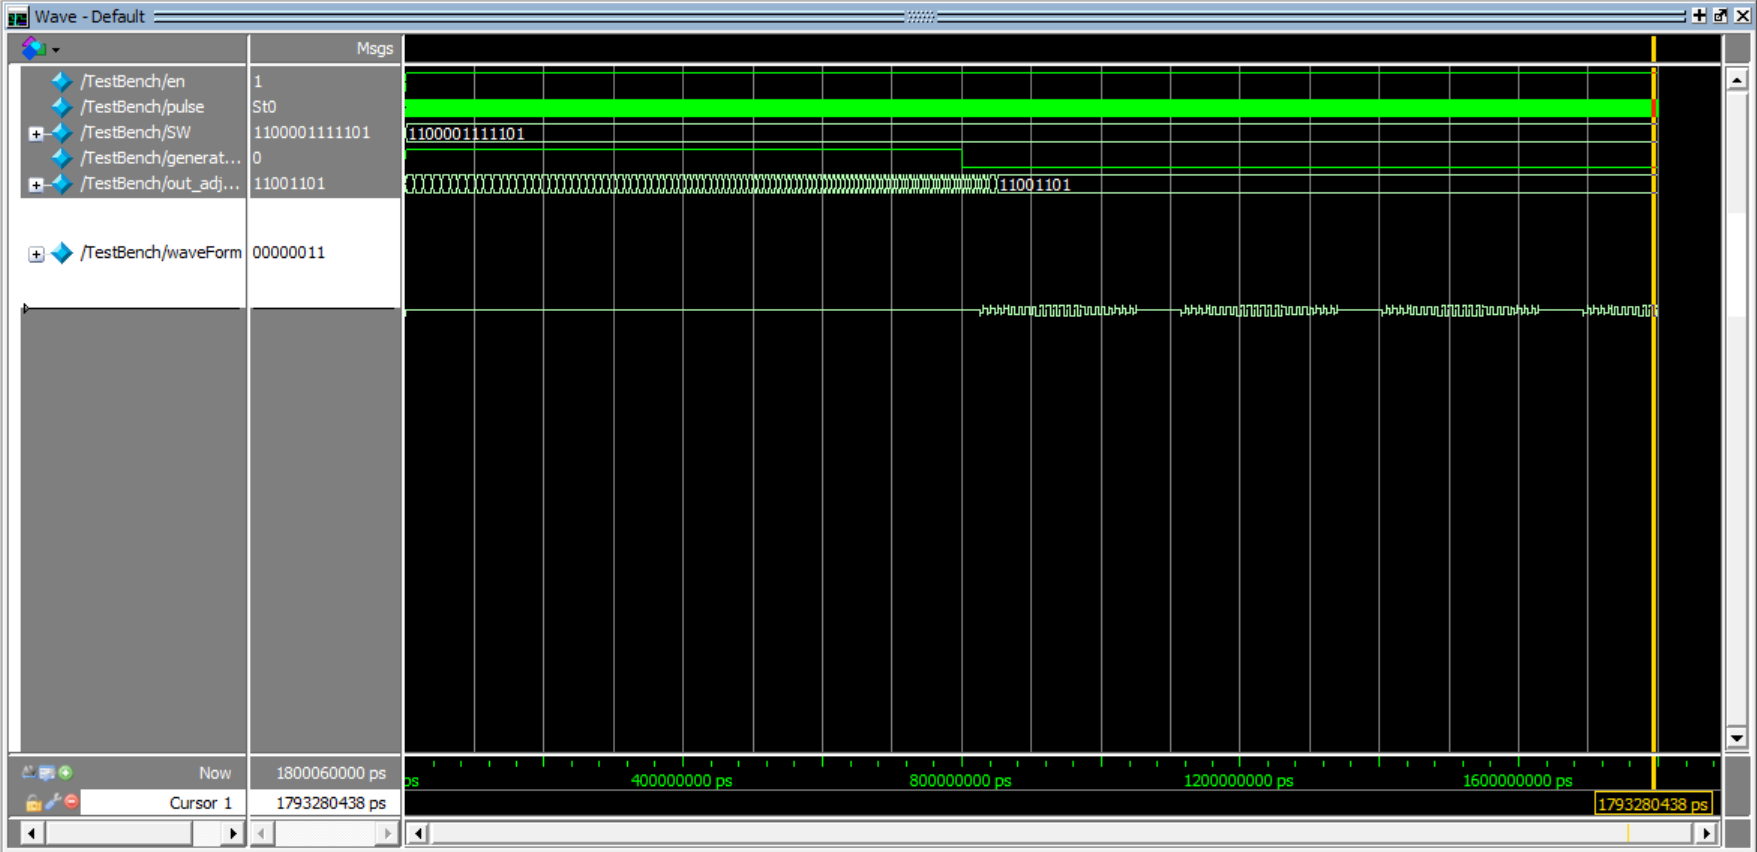 Wave - Default
Msgs
/TestBench/en 1
/TestBench/pulse St0
/TestBench/SW 1100001111101 1100001111101
/TestBench/generat... 0
/TestBench/out_adj... 11001101 11001101
/TestBench/waveForm 00000011
Now 1800060000 ps ps 400000000 ps 800000000 ps 1200000000 ps 1600000000 ps
Cursor 1 1793280438 ps 1793280438 ps